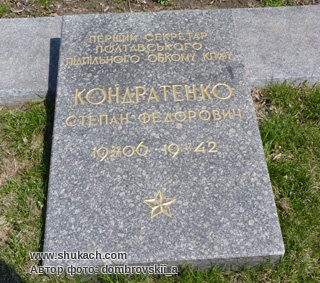 ПЕРШИЙ СЕКРЕТАР
ПОЛТАВСЬКОГО
ПІДПІЛЬНОГО ОБКОМУ КП/б/У
КОНДРАТЕНКО
СТЕПАН ФЕДОРОВИЧ
1906 1942
www.shukach.com
Автор фото: dombrovskii_a